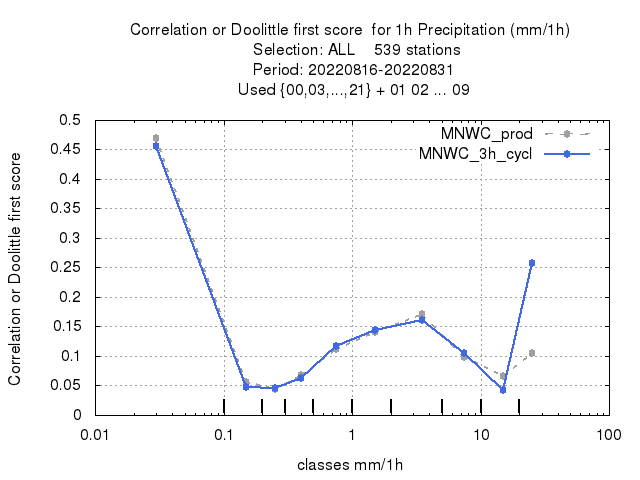 Correlation or Doolittle first score  for 1h Precipitation (mm/1h)
Selection: ALL    539 stations
Period: 20220816-20220831
Used {00,03,...,21} + 01 02 ... 09
Correlation or Doolittle first score
0.5
0.45
0.4
0.35
0.3
0.25
0.2
0.15
0.1
0.05
0
MNWC_prod
MNWC_3h_cycl
0.01 0.1 1 10 100
classes mm/1h